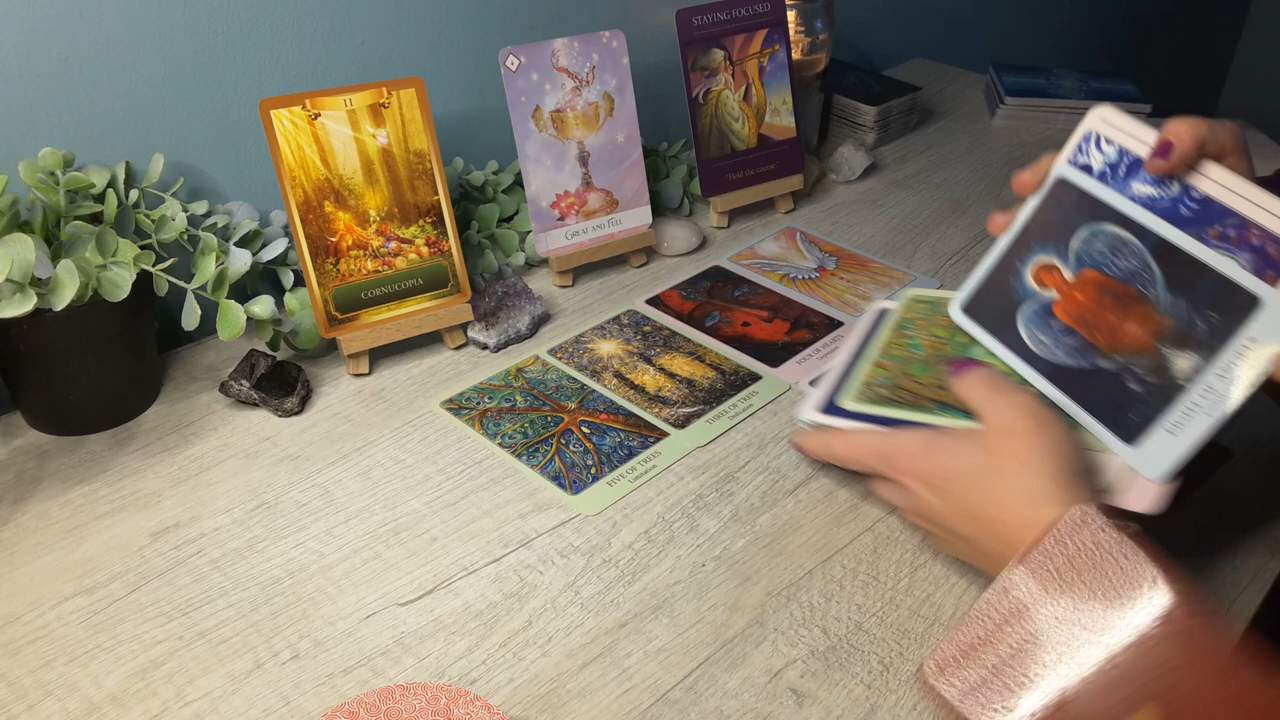 II
CORNUCOPIA
GREAT AND FULL
STAYING FOCUSED
"Hold the course."
FIVE OF TREES
Limitation
THREE OF TREES
Dedication
FOUR OF HEARTS